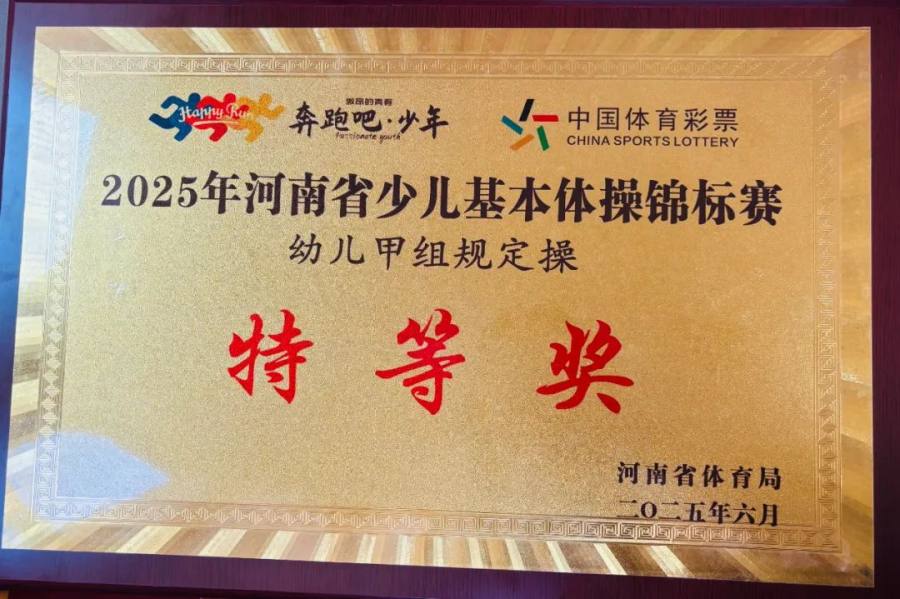 Happy Run
激昂的青春
奔跑吧·少年
Passionate youth
中国体育彩票
CHINA SPORTS LOTTERY
2025年河南省少儿基本体操锦标赛
幼儿甲组规定操
特等奖
河南省体育局
二〇二五年六月